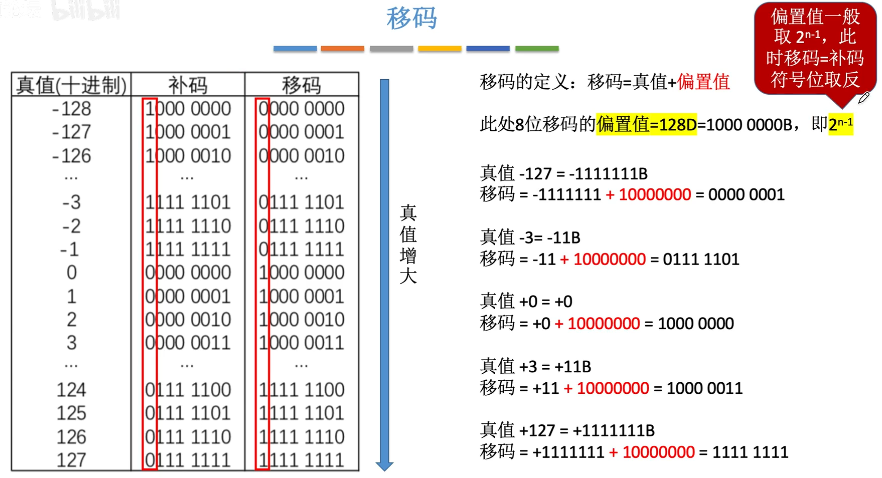 bilibili
移码
偏置值一般
取 2ⁿ⁻¹，此
时移码=补码
符号位取反
真值(十进制) 补码 移码
-128 1000 0000 0000 0000
-127 1000 0001 0000 0001
-126 1000 0010 0000 0010
... ... ...
-3 1111 1101 0111 1101
-2 1111 1110 0111 1110
-1 1111 1111 0111 1111
0 0000 0000 1000 0000
1 0000 0001 1000 0001
2 0000 0010 1000 0010
3 0000 0011 1000 0011
... ... ...
124 0111 1100 1111 1100
125 0111 1101 1111 1101
126 0111 1110 1111 1110
127 0111 1111 1111 1111
真
值
增
大
移码的定义：移码=真值+偏置值
此处8位移码的偏置值=128D=1000 0000B，即2ⁿ⁻¹
真值 -127 = -1111111B
移码 = -1111111 + 10000000 = 0000 0001
真值 -3= -11B
移码 = -11 + 10000000 = 0111 1101
真值 +0 = +0
移码 = +0 + 10000000 = 1000 0000
真值 +3 = +11B
移码 = +11 + 10000000 = 1000 0011
真值 +127 = +1111111B
移码 = +1111111 + 10000000 = 1111 1111